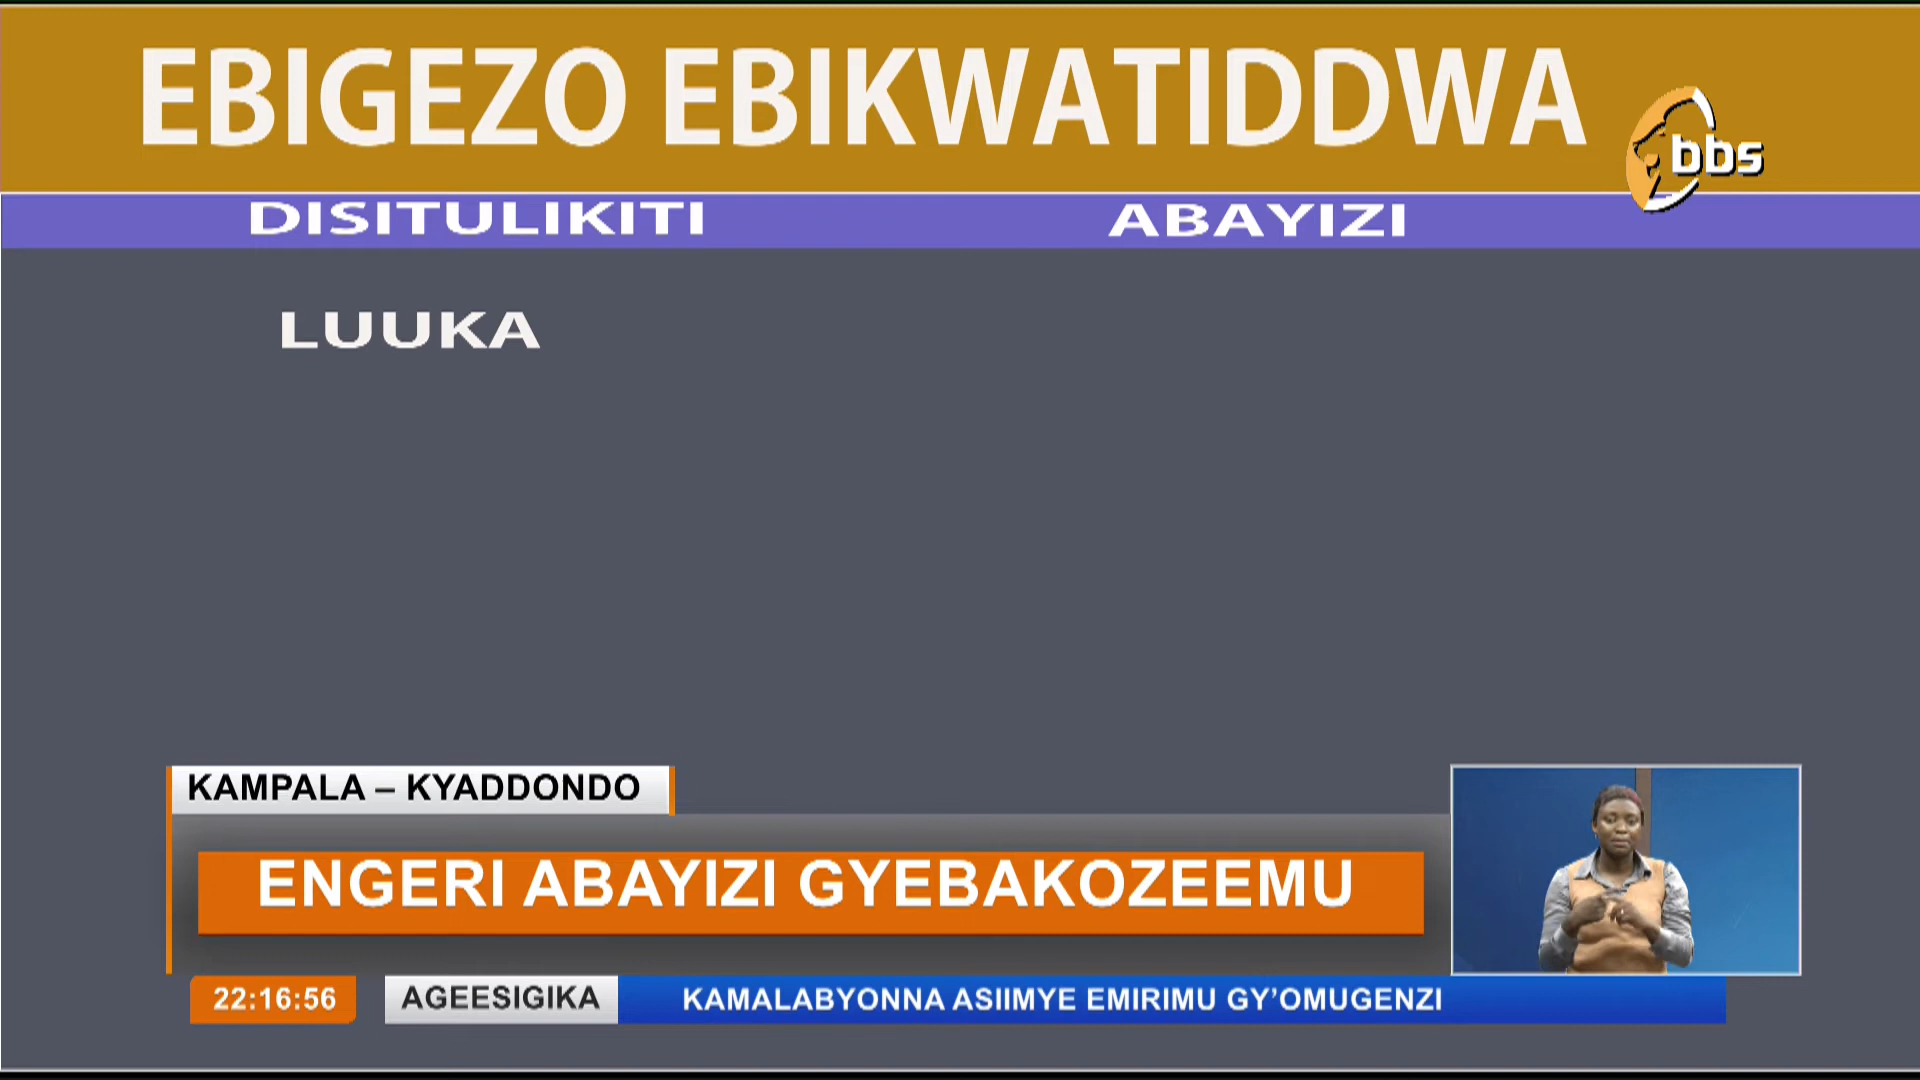 EBIGEZO EBIKWATIDDWA
bbs
DISITULIKITI ABAYIZI
LUUKA
KAMPALA – KYADDONDO
ENGERI ABAYIZI GYEBAKOZEEMU
22:16:56 AGEESIGIKA KAMALABYONNA ASIIMYE EMIRIMU GY’OMUGENZI